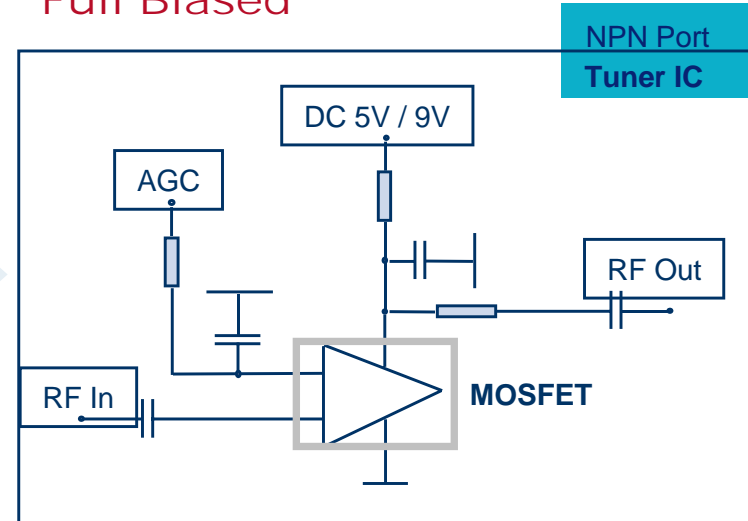 Full Biased
NPN Port
Tuner IC
DC 5V / 9V
AGC
RF Out
RF In
MOSFET